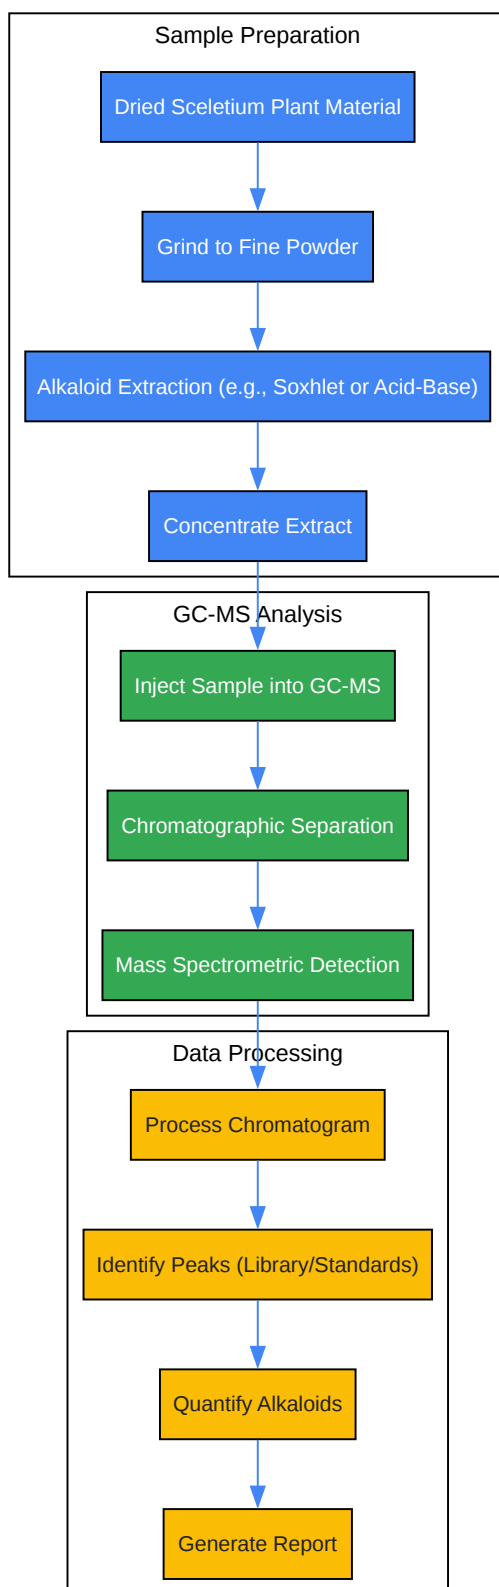 Sample Preparation
Dried Sceletium Plant Material
Grind to Fine Powder
Alkaloid Extraction (e.g., Soxhlet or Acid-Base)
Concentrate Extract
GC-MS Analysis
Inject Sample into GC-MS
Chromatographic Separation
Mass Spectrometric Detection
Data Processing
Process Chromatogram
Identify Peaks (Library/Standards)
Quantify Alkaloids
Generate Report